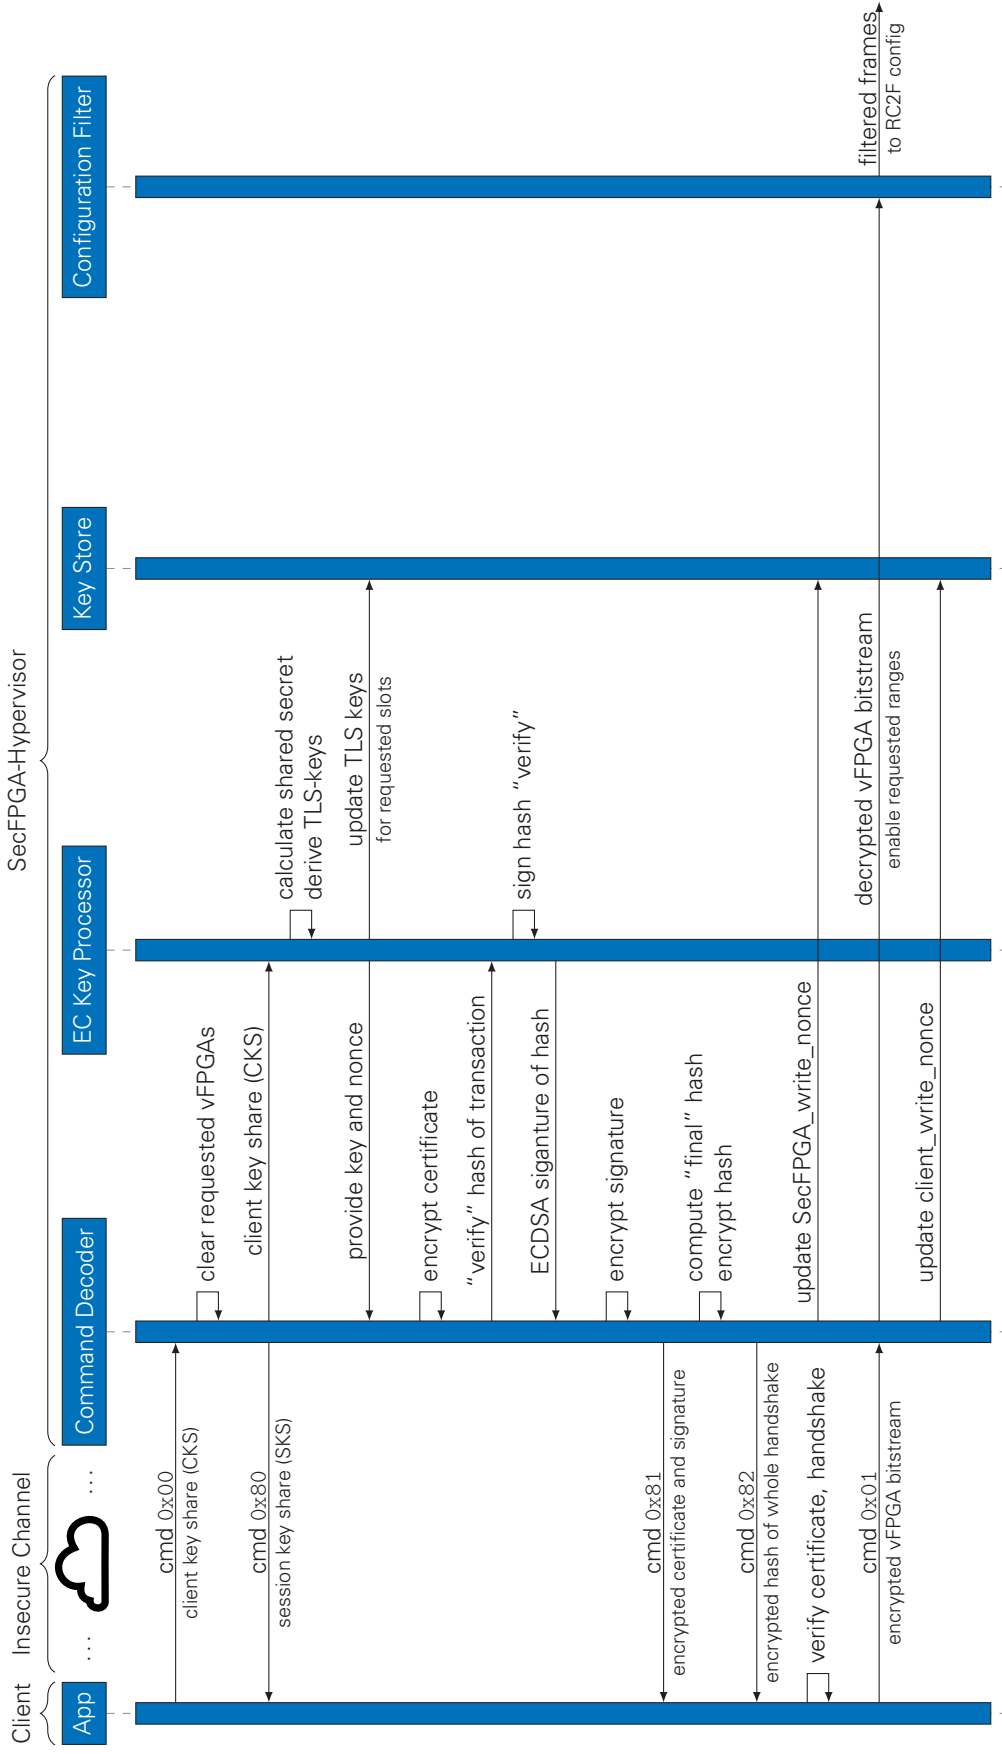 Client
Insecure Channel
SecFPGA-Hypervisor
App
...
...
Command Decoder
EC Key Processor
Key Store
Configuration Filter
cmd 0x00
client key share (CKS)
clear requested vFPGAs
cmd 0x80
session key share (SKS)
client key share (CKS)
calculate shared secret
derive TLS-keys
provide key and nonce
update TLS keys
for requested slots
encrypt certificate
“verify” hash of transaction
sign hash “verify”
ECDSA siganture of hash
encrypt signature
cmd 0x81
encrypted certificate and signature
compute “final” hash
encrypt hash
cmd 0x82
encrypted hash of whole handshake
verify certificate, handshake
update SecFPGA_write_nonce
cmd 0x01
encrypted vFPGA bitstream
decrypted vFPGA bitstream
enable requested ranges
filtered frames
to RC2F config
update client_write_nonce